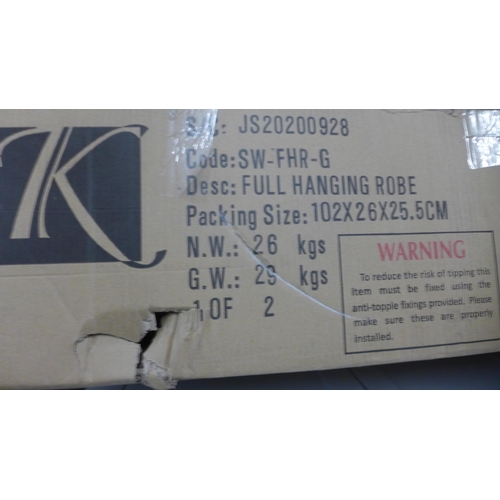 JS20200928
Code:SW-FHR-G
Desc: FULL HANGING ROBE
Packing Size: 102X26X25.5CM
N.W.: 26 kgs
G.W.: 29 kgs
1 OF 2
K
WARNING
To reduce the risk of tipping this
Item must be fixed using the
anti-topple fixings provided. Please
make sure these are properly
installed.